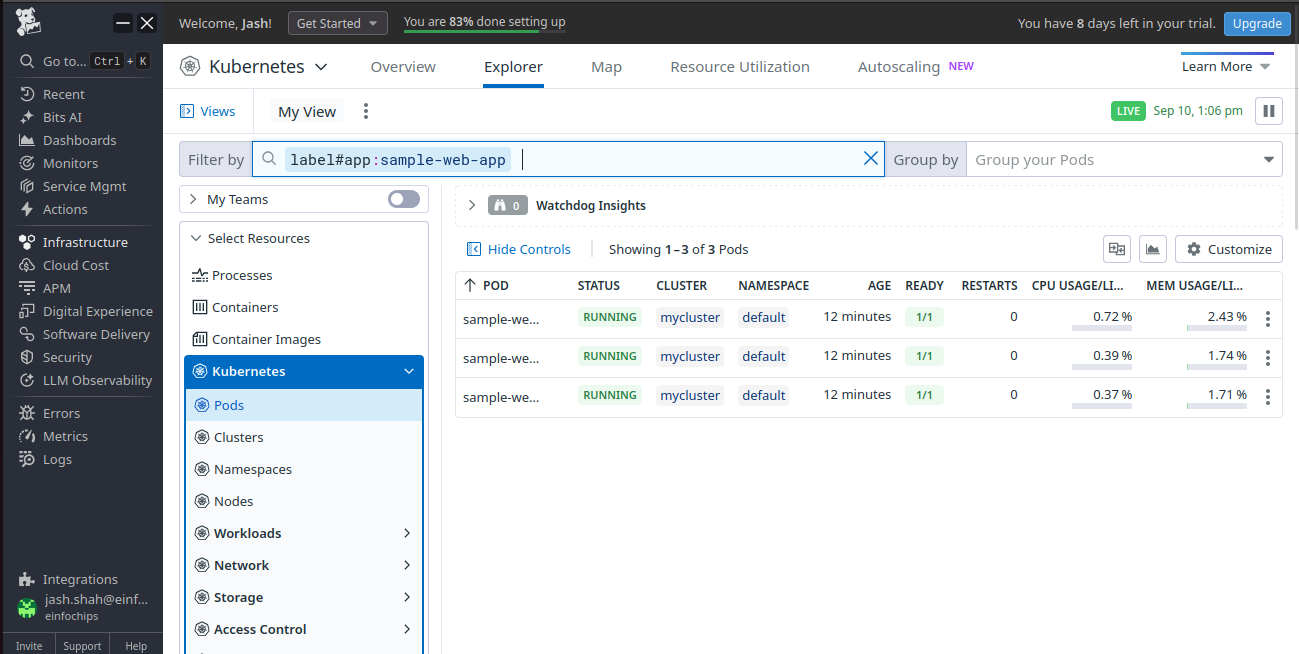 Welcome, Jash!
Get Started
You are 83% done setting up
You have 8 days left in your trial.
Upgrade
Go to... Ctrl + K
Recent
Bits AI
Dashboards
Monitors
Service Mgmt
Actions
Infrastructure
Cloud Cost
APM
Digital Experience
Software Delivery
Security
LLM Observability
Errors
Metrics
Logs
Integrations
jash.shah@einf...
einfochips
Invite Support Help
Kubernetes Overview Explorer Map Resource Utilization Autoscaling NEW Learn More
Views My View LIVE Sep 10, 1:06 pm
Filter by label#app:sample-web-app Group by Group your Pods
My Teams
Select Resources
Processes
Containers
Container Images
Kubernetes
Pods
Clusters
Namespaces
Nodes
Workloads
Network
Storage
Access Control
0 Watchdog Insights
Hide Controls Showing 1–3 of 3 Pods Customize
POD STATUS CLUSTER NAMESPACE AGE READY RESTARTS CPU USAGE/LI... MEM USAGE/LI...
sample-we... RUNNING mycluster default 12 minutes 1/1 0 0.72 % 2.43 %
sample-we... RUNNING mycluster default 12 minutes 1/1 0 0.39 % 1.74 %
sample-we... RUNNING mycluster default 12 minutes 1/1 0 0.37 % 1.71 %